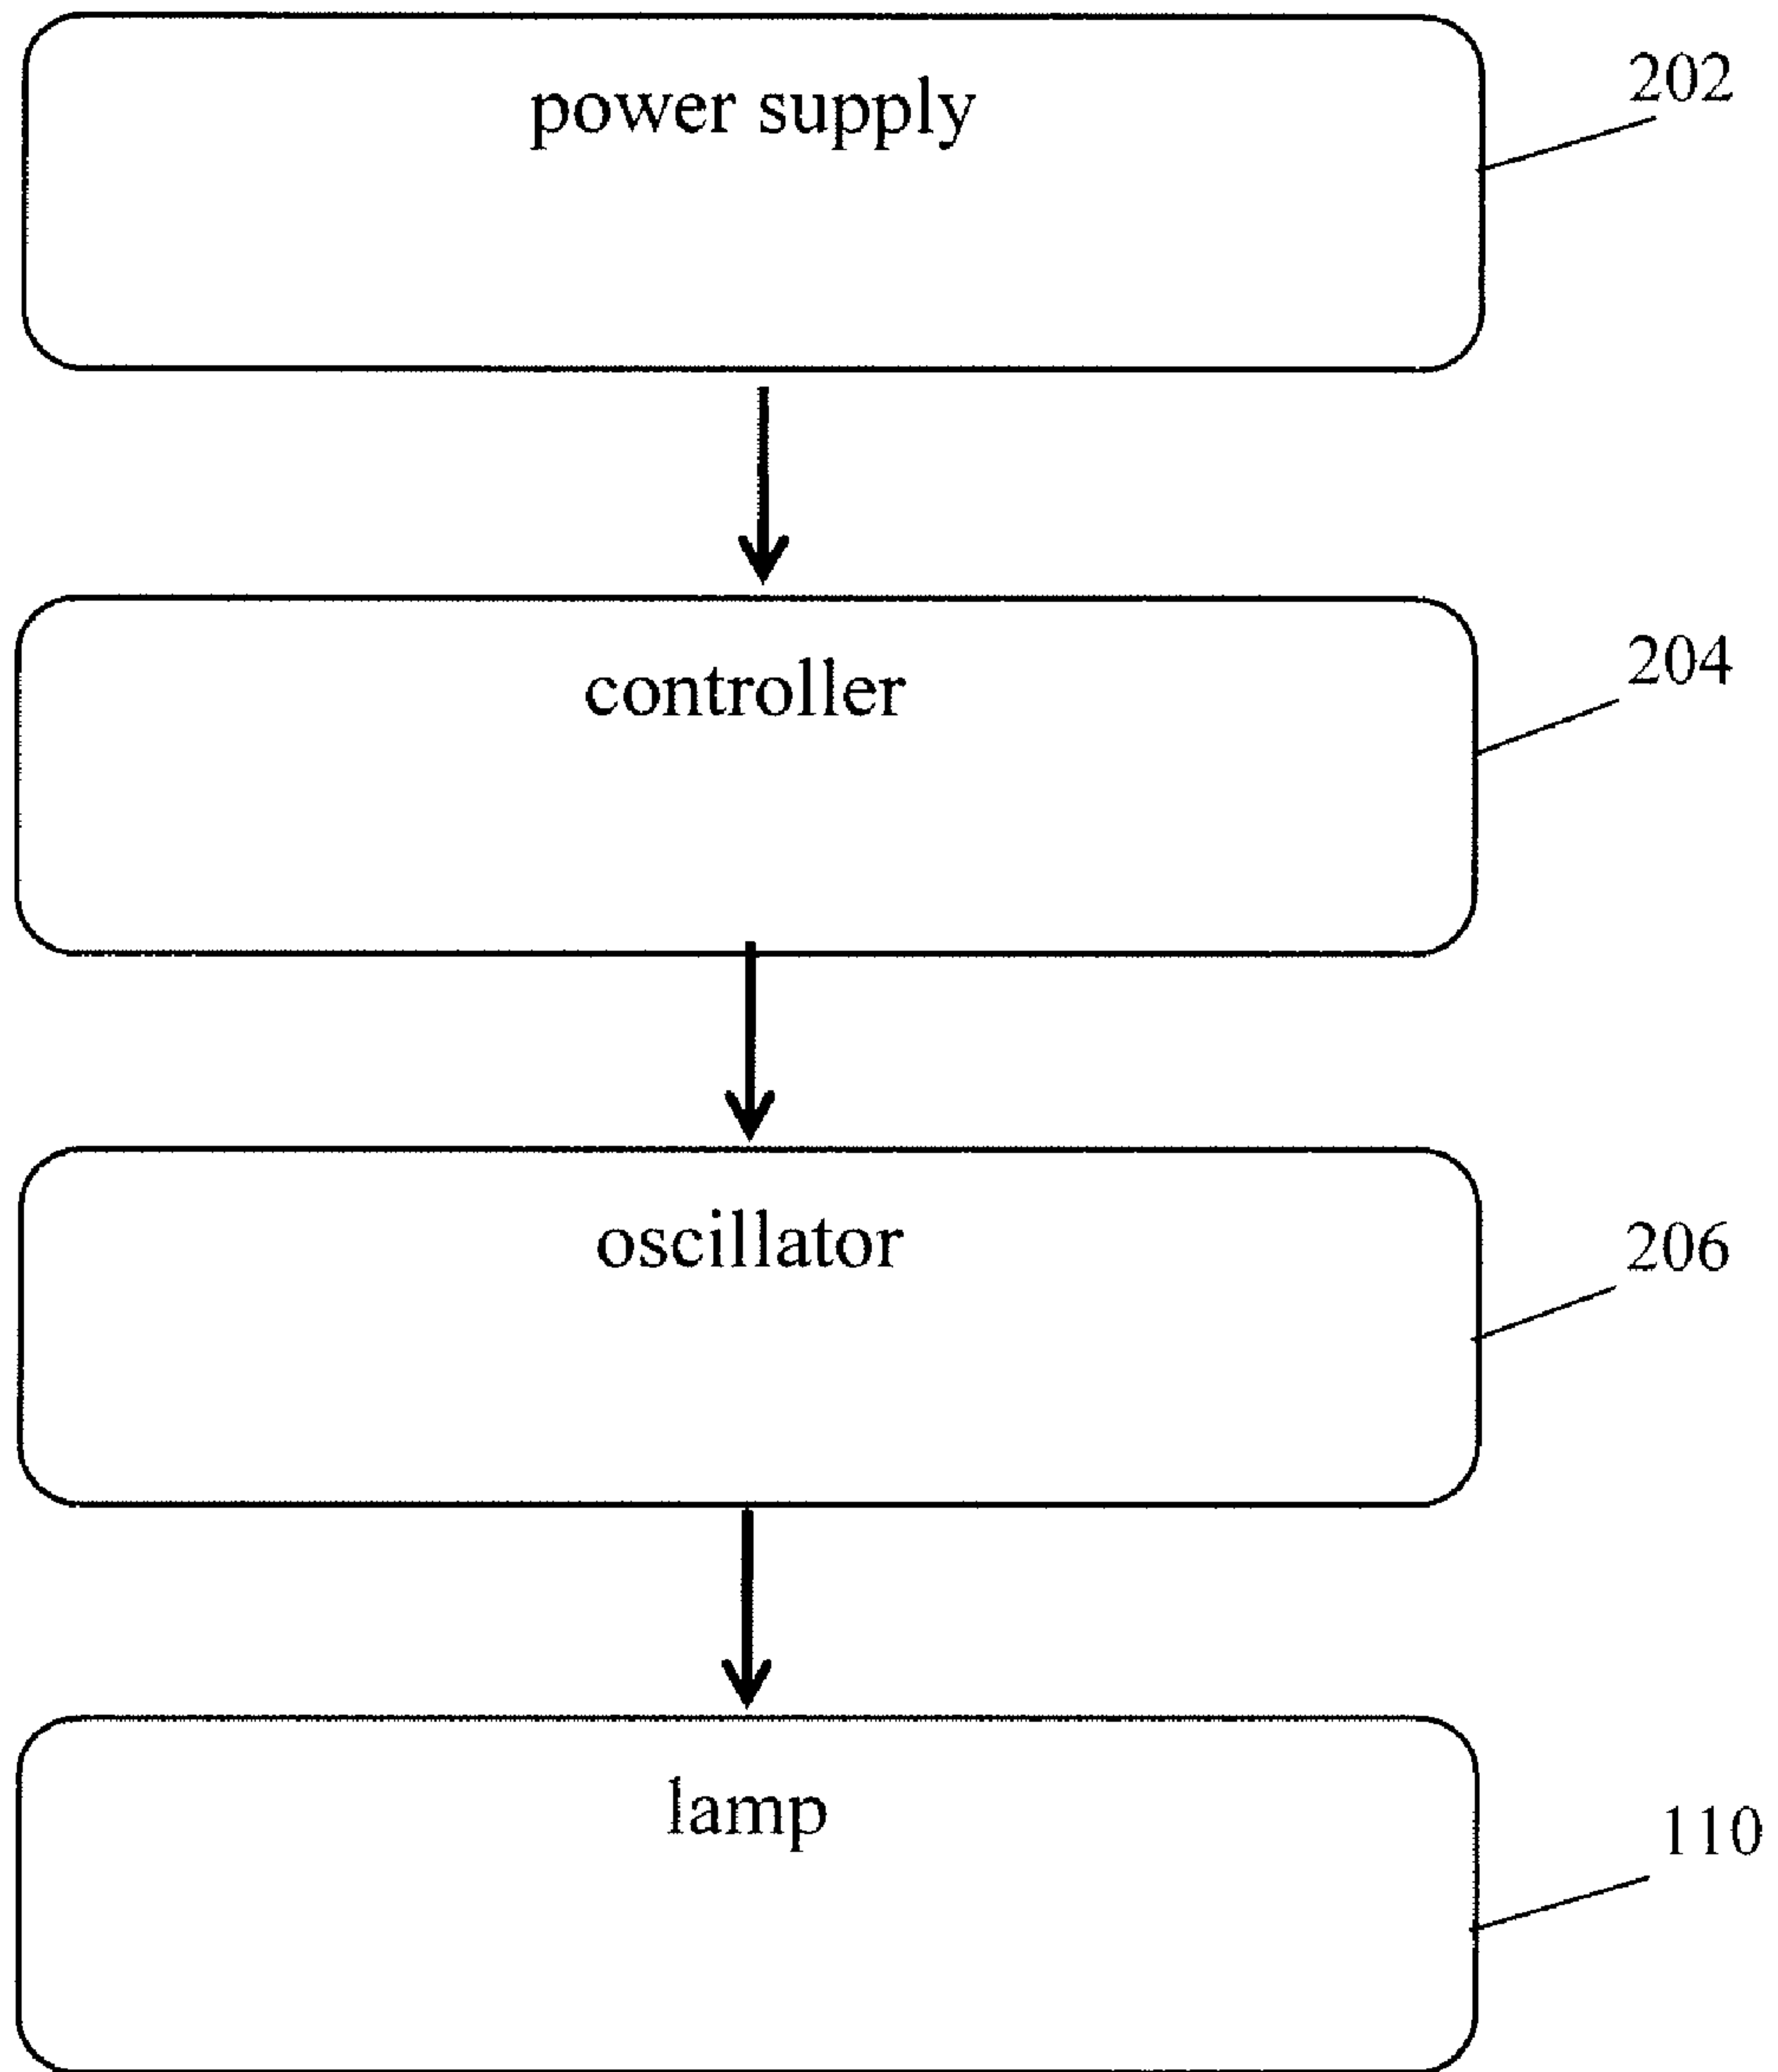 power supply
202
controller
204
oscillator
206
lamp
110